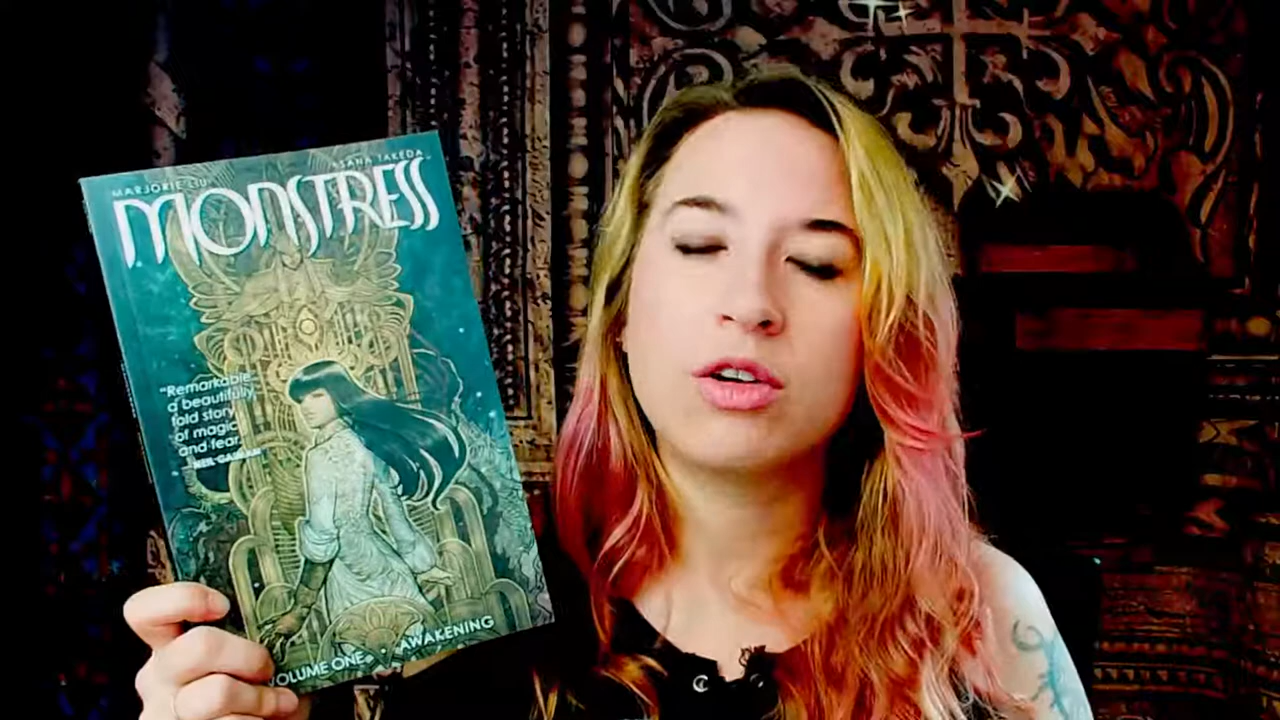 MARJORIE LIU
SANA TAKEDA
MONSTRESS
"Remarkable
a beautifully
told story
of magic
and fear.
NEIL GAIMAN
VOLUME ONE • AWAKENING